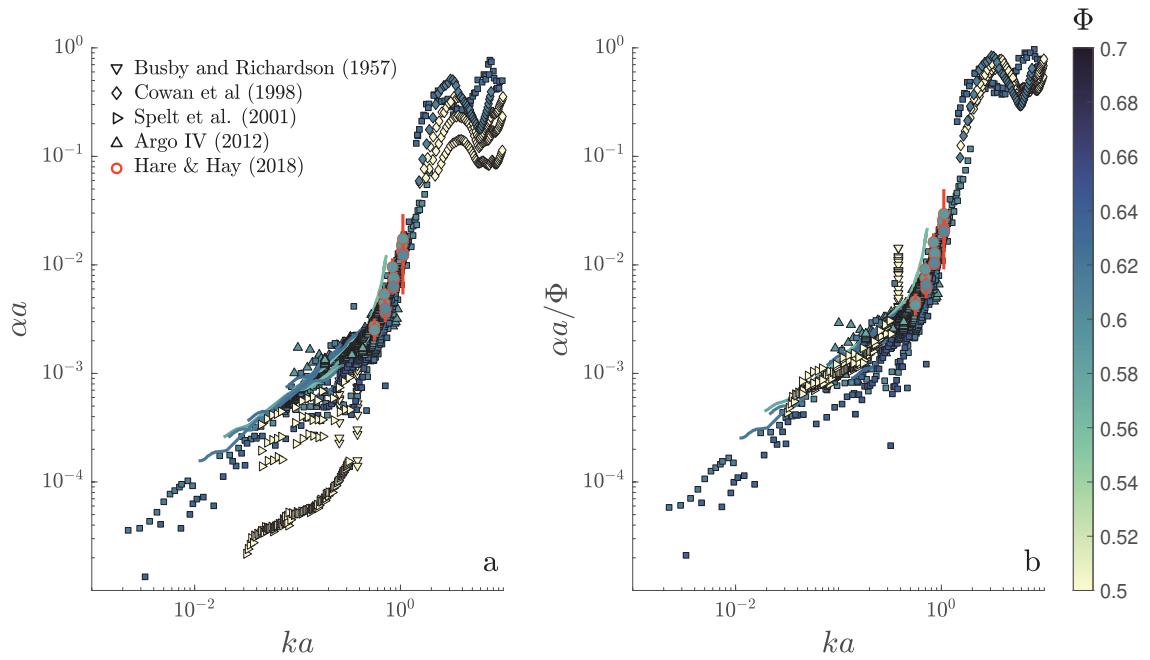 Φ
10^0
10^-1
10^-2
10^-3
10^-4
αa
Busby and Richardson (1957)
Cowan et al (1998)
Spelt et al. (2001)
Argo IV (2012)
Hare & Hay (2018)
a
10^-2
10^0
ka
10^0
10^-1
10^-2
10^-3
10^-4
αa/Φ
b
10^-2
10^0
ka
0.7
0.68
0.66
0.64
0.62
0.6
0.58
0.56
0.54
0.52
0.5